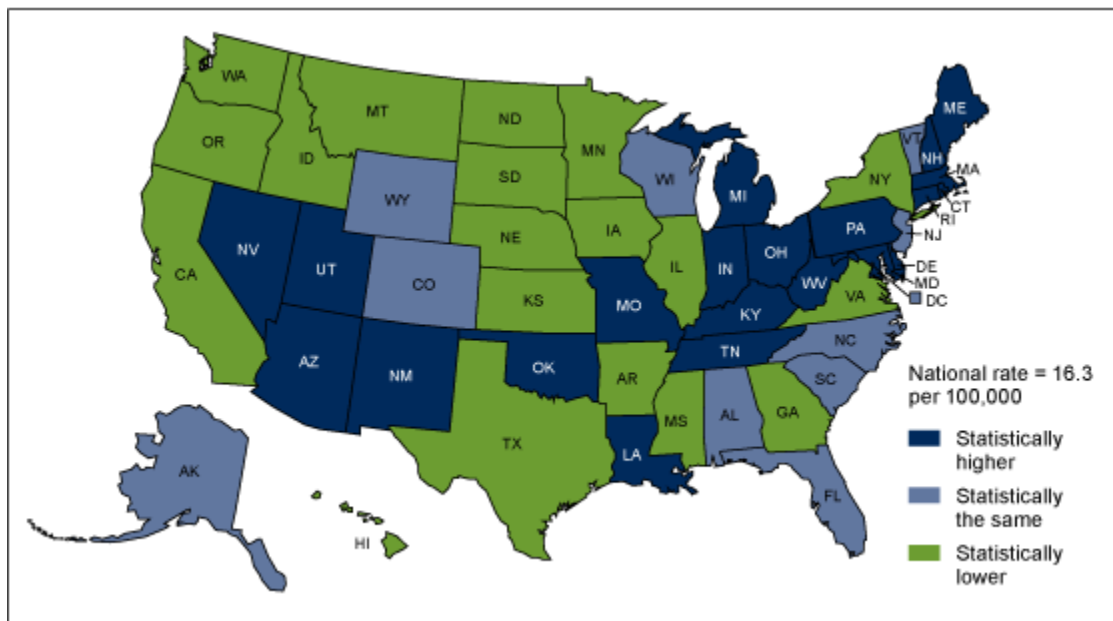 WA
MT
ND
MN
ME
OR
ID
SD
WI
VT
NH
MA
NY
MI
CT
RI
WY
NE
IA
PA
NJ
NV
UT
CO
IL
IN
OH
DE
MD
DC
CA
KS
MO
WV
VA
KY
AZ
NM
OK
AR
TN
NC
SC
TX
LA
MS
AL
GA
FL
AK
HI
National rate = 16.3
per 100,000
Statistically
higher
Statistically
the same
Statistically
lower